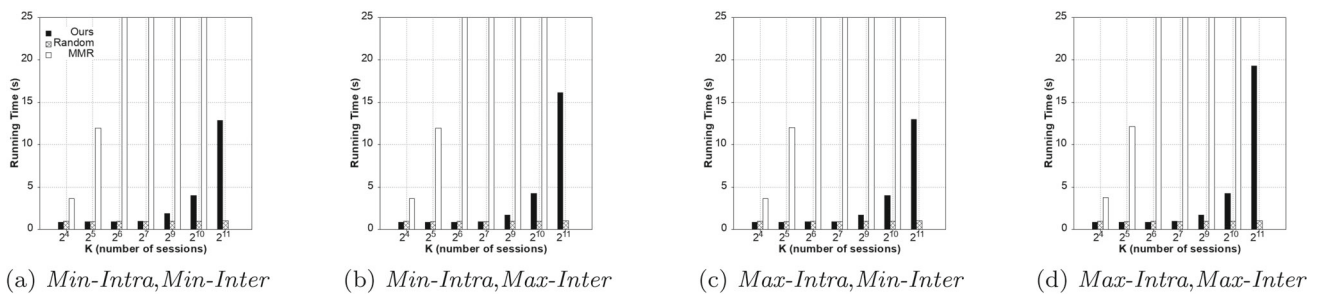 25
20
15
10
5
0
Running Time (s)
Ours
Random
MMR
2^4 2^5 2^6 2^7 2^9 2^10 2^11
K (number of sessions)
(a) Min-Intra,Min-Inter
25
20
15
10
5
0
Running Time (s)
2^4 2^5 2^6 2^7 2^9 2^10 2^11
K (number of sessions)
(b) Min-Intra,Max-Inter
25
20
15
10
5
0
Running Time (s)
2^4 2^5 2^6 2^7 2^9 2^10 2^11
K (number of sessions)
(c) Max-Intra,Min-Inter
25
20
15
10
5
0
Running Time (s)
2^4 2^5 2^6 2^7 2^9 2^10 2^11
K (number of sessions)
(d) Max-Intra,Max-Inter